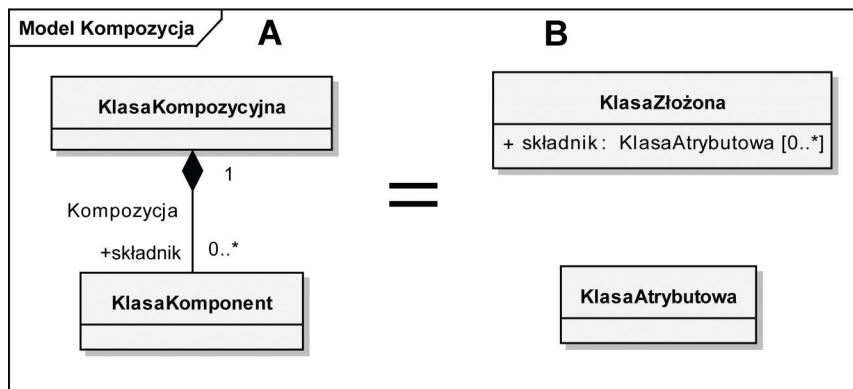 Model Kompozycja
A
B
KlasaKompozycyjna
1
Kompozycja
+składnik
0..*
KlasaKomponent
=
KlasaZłożona
+ składnik: KlasaAtrybutowa [0..*]
KlasaAtrybutowa